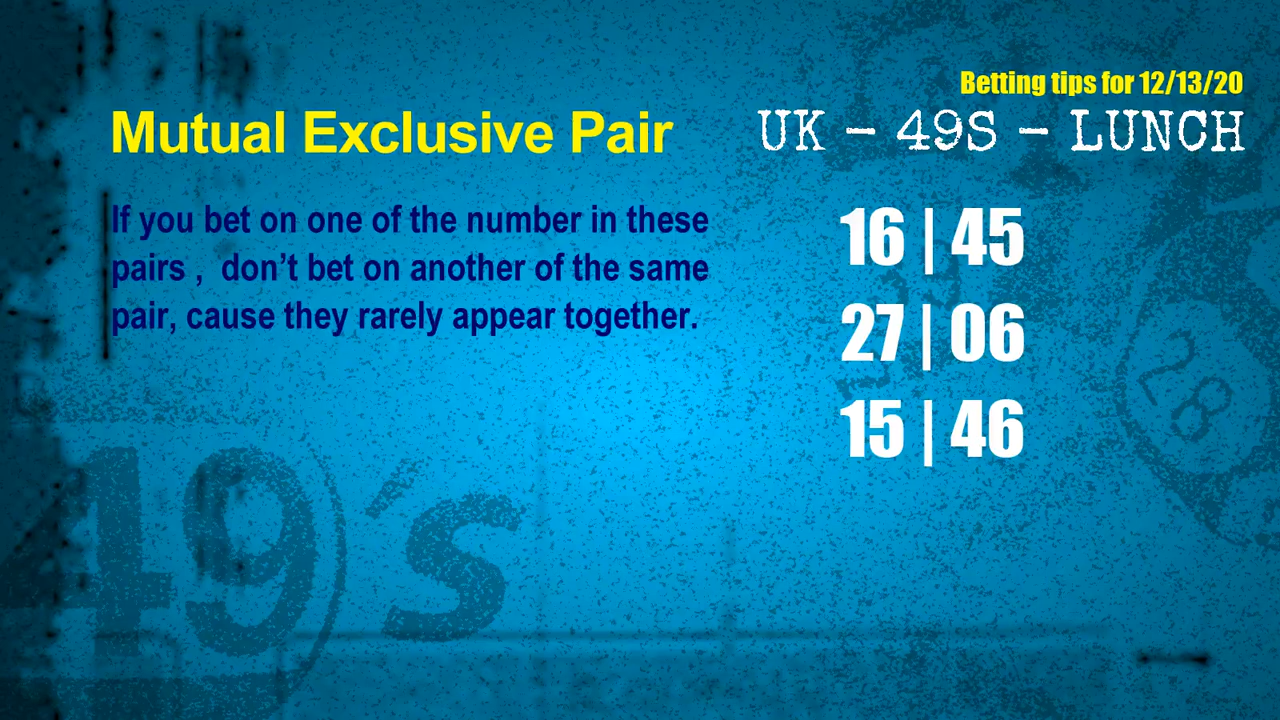 Betting tips for 12/13/20
Mutual Exclusive Pair
UK - 49S - LUNCH
If you bet on one of the number in these
pairs , don’t bet on another of the same
pair, cause they rarely appear together.
16 | 45
27 | 06
15 | 46
28
49's